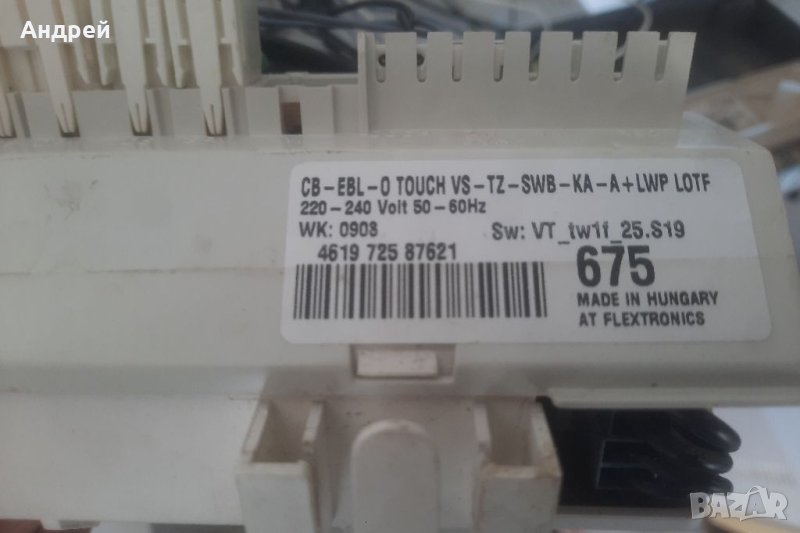 Андрей
CB-EBL-O TOUCH VS-TZ-SWB-KA-A+LWP LOTF
220-240 Volt 50-60Hz
WK: 0908 Sw: VT_tw1f_25.S19
4619 725 87621
675
MADE IN HUNGARY
AT FLEXTRONICS
BAZAR